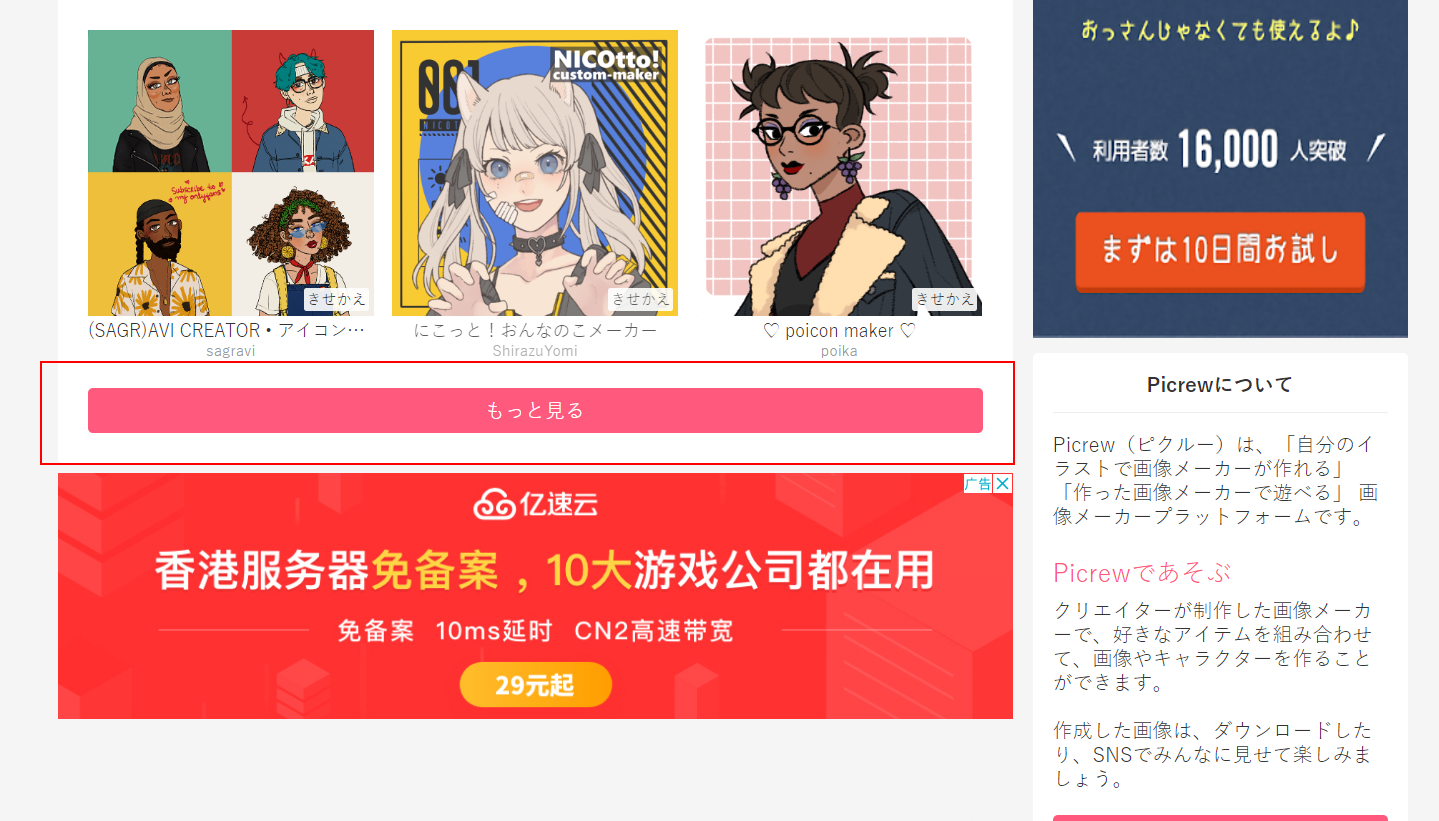 Subscribe to
my onlyfans
きせかえ
(SAGR)AVI CREATOR • アイコン…
sagravi
001
NICOtto!
custom-maker
きせかえ
にこっと！おんなのこメーカー
ShirazuYomi
きせかえ
♡ poicon maker ♡
poika
もっと見る
广告
亿速云
香港服务器免备案，10大游戏公司都在用
免备案 10ms延时 CN2高速带宽
29元起
おっさんじゃなくても使えるよ♪
利用者数 16,000 人突破
まずは10日間お試し
Picrewについて
Picrew（ピクルー）は、「自分のイ
ラストで画像メーカーが作れる」
「作った画像メーカーで遊べる」 画
像メーカープラットフォームです。
Picrewであそぶ
クリエイターが制作した画像メーカ
ーで、好きなアイテムを組み合わせ
て、画像やキャラクターを作ること
ができます。
作成した画像は、ダウンロードした
り、SNSでみんなに見せて楽しみま
しょう。